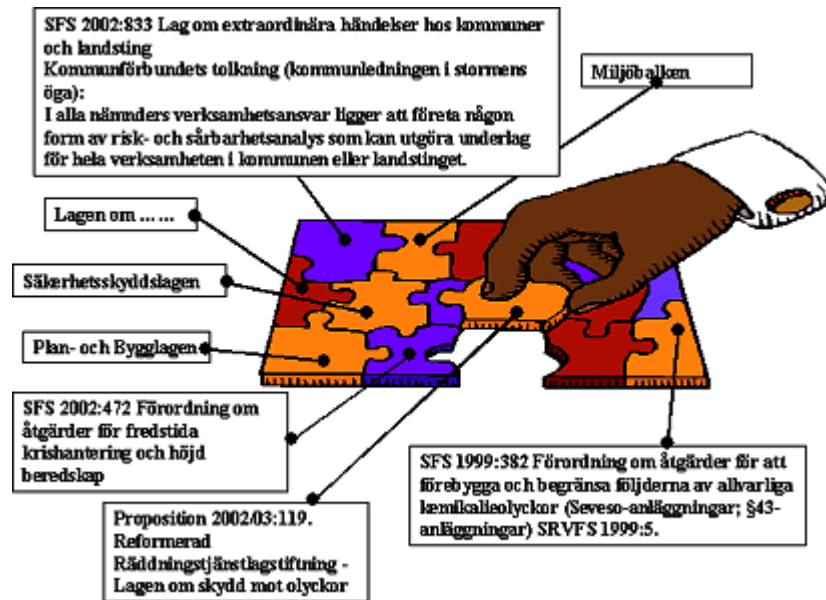 SFS 2002:833 Lag om extraordinära händelser hos kommuner
och landsting
Kommunförbundets tolkning (kommunledningen i stormens
öga):
I alla nämnders verksamhetsansvar ligger att företa någon
form av risk- och sårbarhetsanalys som kan utgöra underlag
för hela verksamheten i kommunen eller landstinget.
Miljöbalken
Lagen om ... ...
Säkerhetsskyddslagen
Plan- och Bygglagen
SFS 2002:472 Förordning om
åtgärder för fredstida
krishantering och höjd
beredskap
SFS 1999:382 Förordning om åtgärder för att
förebygga och begränsa följderna av allvarliga
kemikalieolyckor (Seveso-anläggningar; §43-
anläggningar) SRVFS 1999:5.
Proposition 2002/03:119.
Reformerad
Räddningstjänstlagstiftning -
Lagen om skydd mot olyckor